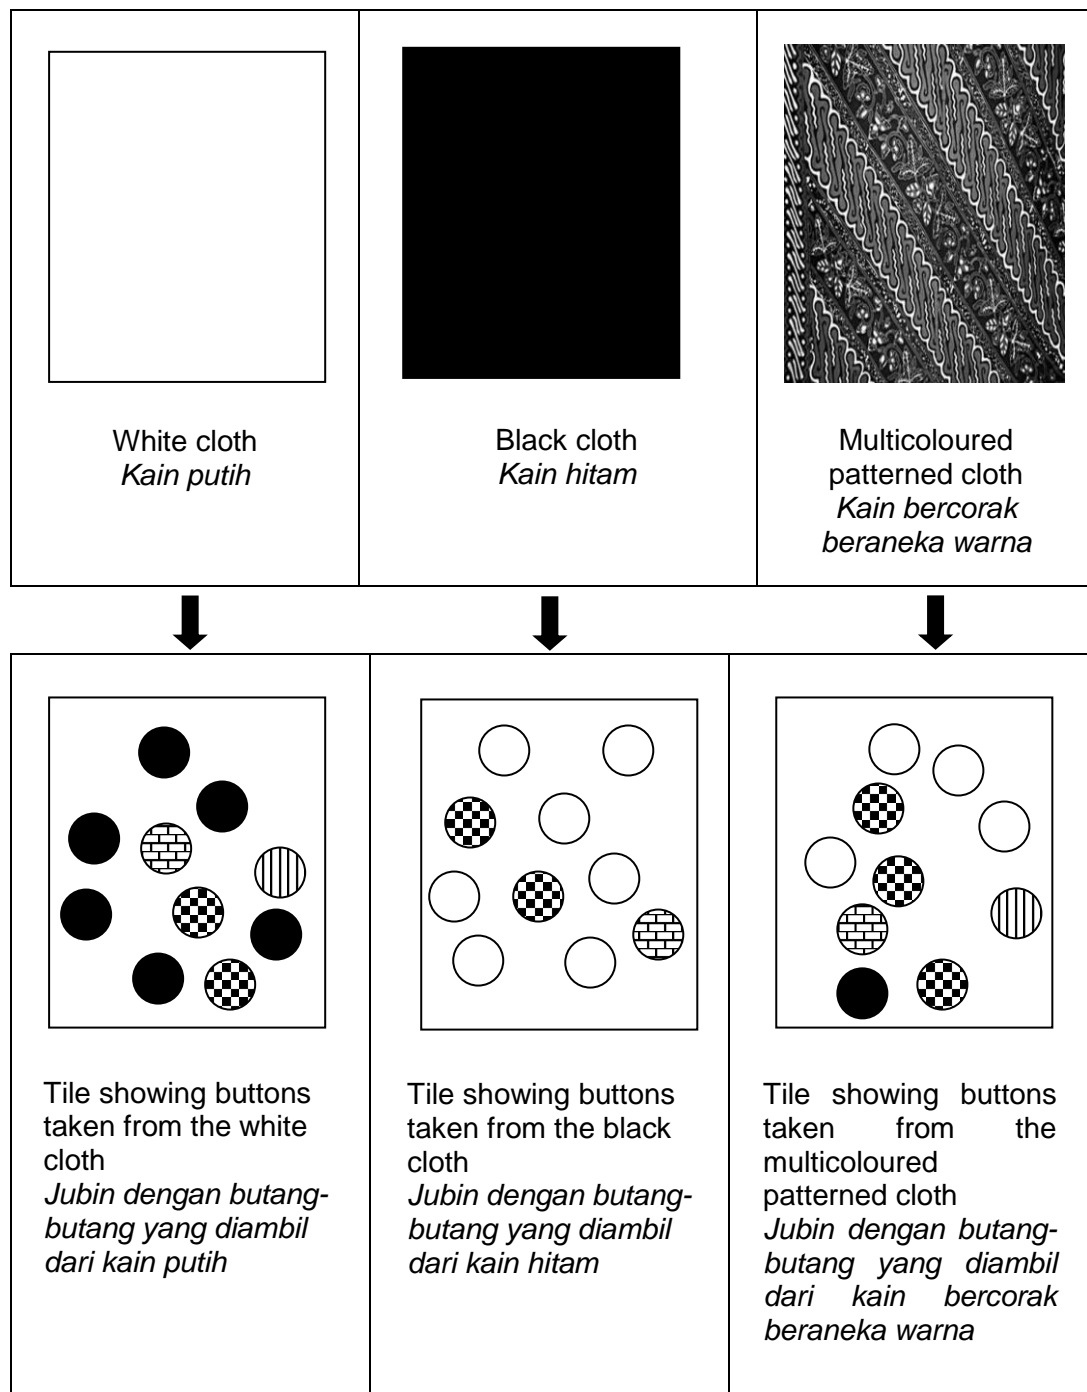 White cloth
Kain putih
Black cloth
Kain hitam
Multicoloured
patterned cloth
Kain bercorak
beraneka warna
Tile showing buttons
taken from the white
cloth
Jubin dengan butang-
butang yang diambil
dari kain putih
Tile showing buttons
taken from the black
cloth
Jubin dengan butang-
butang yang diambil
dari kain hitam
Tile showing buttons
taken from the
multicoloured
patterned cloth
Jubin dengan butang-
butang yang diambil
dari kain bercorak
beraneka warna